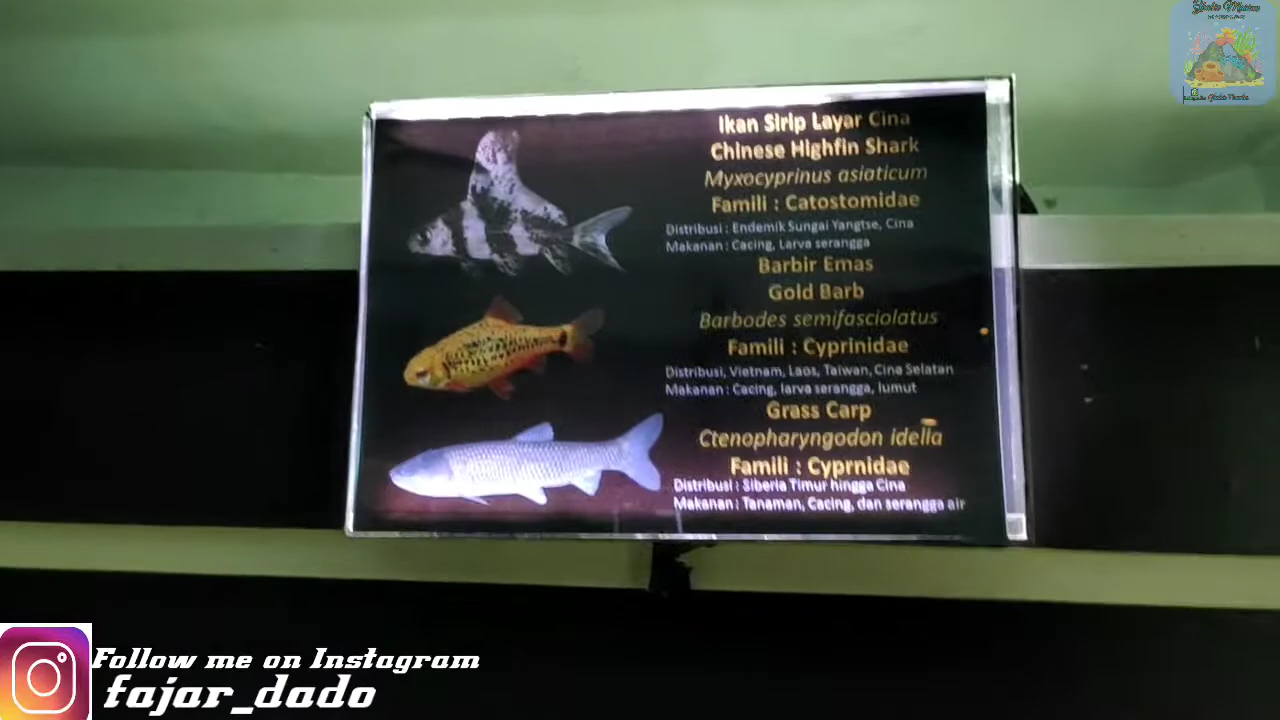 Ikan Sirip Layar Cina
Chinese Highfin Shark
Myxocyprinus asiaticum
Famili : Catostomidae
Distribusi : Endemik Sungai Yangtse, Cina
Makanan : Cacing, Larva serangga
Barbir Emas
Gold Barb
Barbodes semifasciolatus
Famili : Cyprinidae
Distribusi, Vietnam, Laos, Taiwan, Cina Selatan
Makanan : Cacing, larva serangga, lumut
Grass Carp
Ctenopharyngodon idella
Famili : Cyprnidae
Distribusi : Siberia Timur hingga Cina
Makanan : Tanaman, Cacing, dan serangga air
Follow me on Instagram
fajar_dado